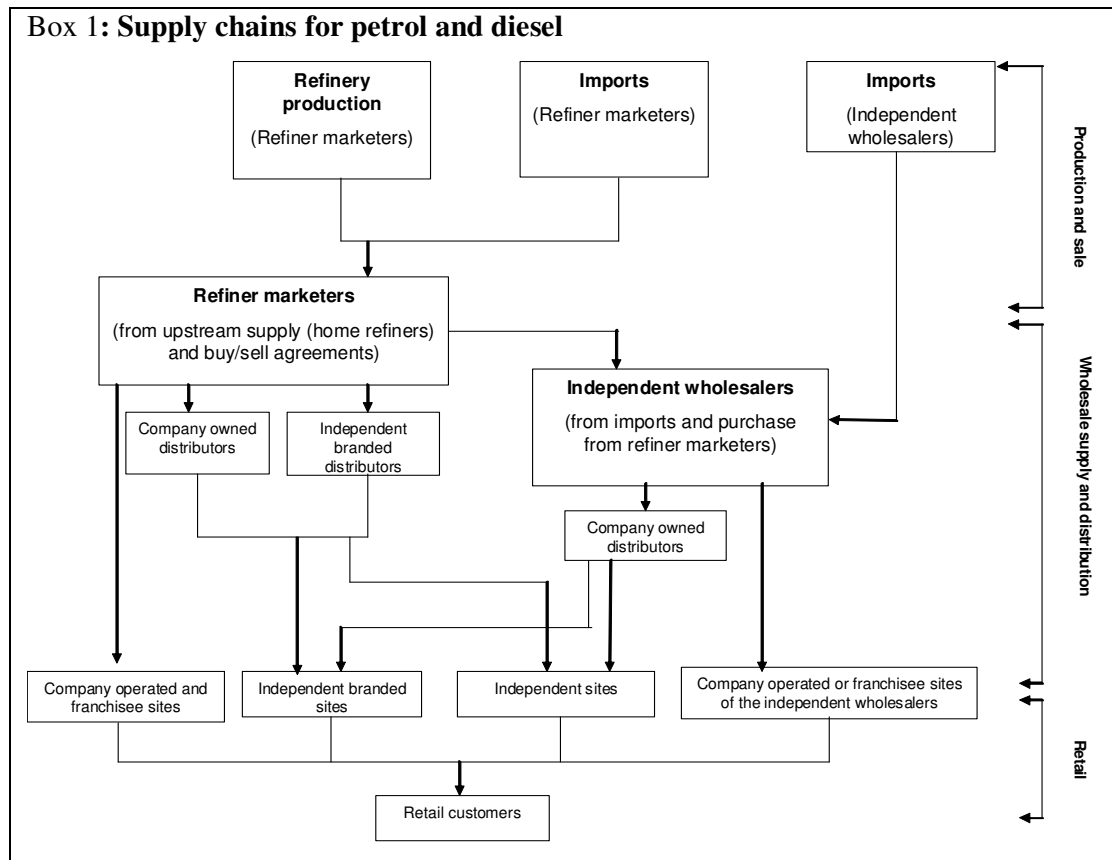 Box 1: Supply chains for petrol and diesel
Refinery
production
(Refiner marketers)
Imports
(Refiner marketers)
Imports
(Independent
wholesalers)
Production and sale
Refiner marketers
(from upstream supply (home refiners)
and buy/sell agreements)
Independent wholesalers
(from imports and purchase
from refiner marketers)
Company owned
distributors
Independent
branded
distributors
Company owned
distributors
Wholesale supply and distribution
Company operated and
franchisee sites
Independent branded
sites
Independent sites
Company operated or franchisee sites
of the independent wholesalers
Retail
Retail customers